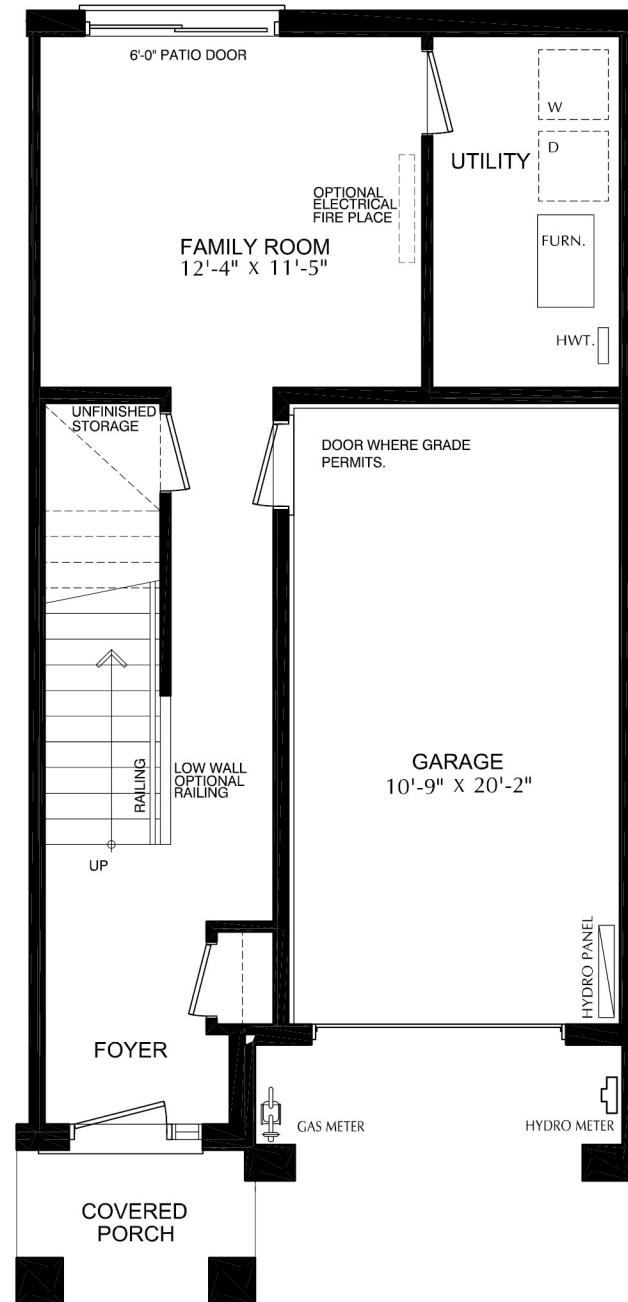 6'-0" PATIO DOOR
W
D
UTILITY
OPTIONAL
ELECTRICAL
FIRE PLACE
FURN.
FAMILY ROOM
12'-4" X 11'-5"
HWT.
UNFINISHED
STORAGE
DOOR WHERE GRADE
PERMITS.
GARAGE
10'-9" X 20'-2"
RAILING
LOW WALL
OPTIONAL
RAILING
UP
HYDRO PANEL
FOYER
GAS METER
HYDRO METER
COVERED
PORCH